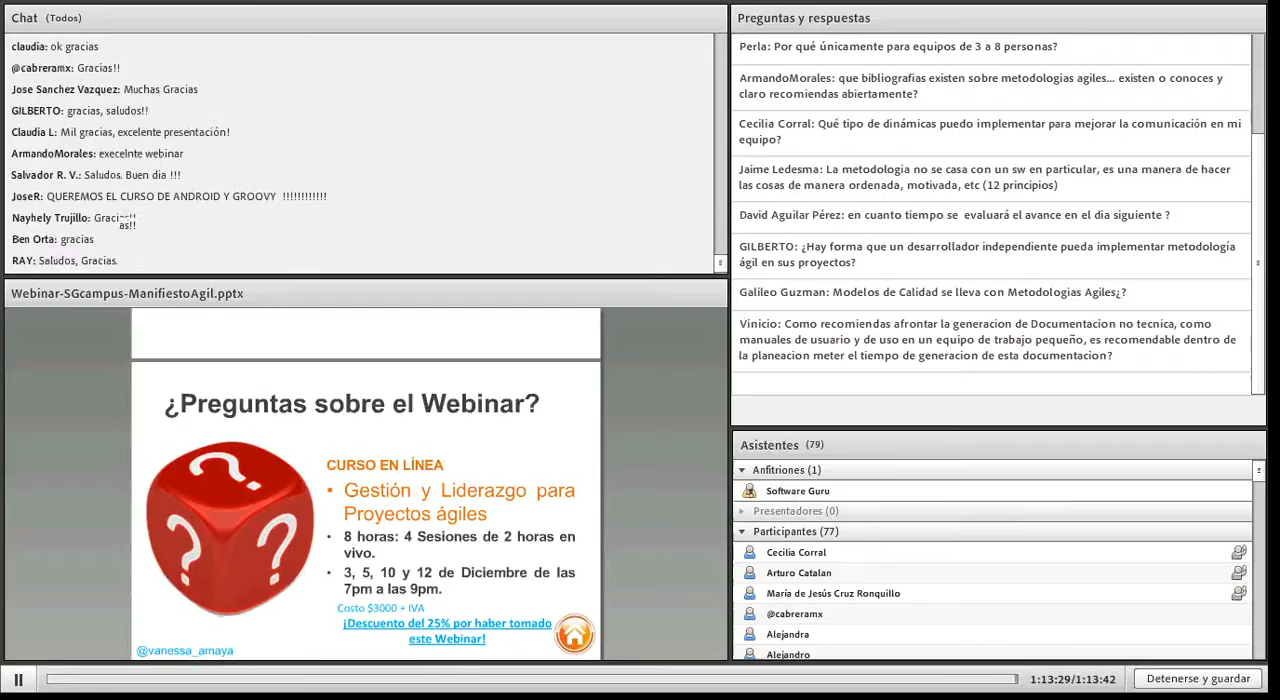 Chat (Todos)
claudia: ok gracias
@cabreramx: Gracias!!
Jose Sanchez Vazquez: Muchas Gracias
GILBERTO: gracias, saludos!!
Claudia L: Mil gracias, excelente presentación!
ArmandoMorales: execelnte webinar
Salvador R. V.: Saludos. Buen dia !!!
JoseR: QUEREMOS EL CURSO DE ANDROID Y GROOVY !!!!!!!!!!!!
Nayhely Trujillo: Gracias!!
as!!
Ben Orta: gracias
RAY: Saludos, Gracias.
Webinar-SGcampus-ManifiestoAgil.pptx
¿Preguntas sobre el Webinar?
CURSO EN LÍNEA
• Gestión y Liderazgo para
Proyectos ágiles
• 8 horas: 4 Sesiones de 2 horas en
vivo.
• 3, 5, 10 y 12 de Diciembre de las
7pm a las 9pm.
Costo $3000 + IVA
¡Descuento del 25% por haber tomado
este Webinar!
@vanessa_amaya
? ? ?
Preguntas y respuestas
Perla: Por qué únicamente para equipos de 3 a 8 personas?
ArmandoMorales: que bibliografias existen sobre metodologias agiles... existen o conoces y
claro recomiendas abiertamente?
Cecilia Corral: Qué tipo de dinámicas puedo implementar para mejorar la comunicación en mi
equipo?
Jaime Ledesma: La metodologia no se casa con un sw en particular, es una manera de hacer
las cosas de manera ordenada, motivada, etc (12 principios)
David Aguilar Pérez: en cuanto tiempo se evaluará el avance en el dia siguiente ?
GILBERTO: ¿Hay forma que un desarrollador independiente pueda implementar metodología
ágil en sus proyectos?
Galileo Guzman: Modelos de Calidad se lleva con Metodologias Agiles¿?
Vinicio: Como recomiendas afrontar la generacion de Documentacion no tecnica, como
manuales de usuario y de uso en un equipo de trabajo pequeño, es recomendable dentro de
la planeacion meter el tiempo de generacion de esta documentacion?
Asistentes (79)
Anfitriones (1)
Software Guru
Presentadores (0)
Participantes (77)
Cecilia Corral
Arturo Catalan
María de Jesús Cruz Ronquillo
@cabreramx
Alejandra
Alejandro
1:13:29/1:13:42
Detenerse y guardar